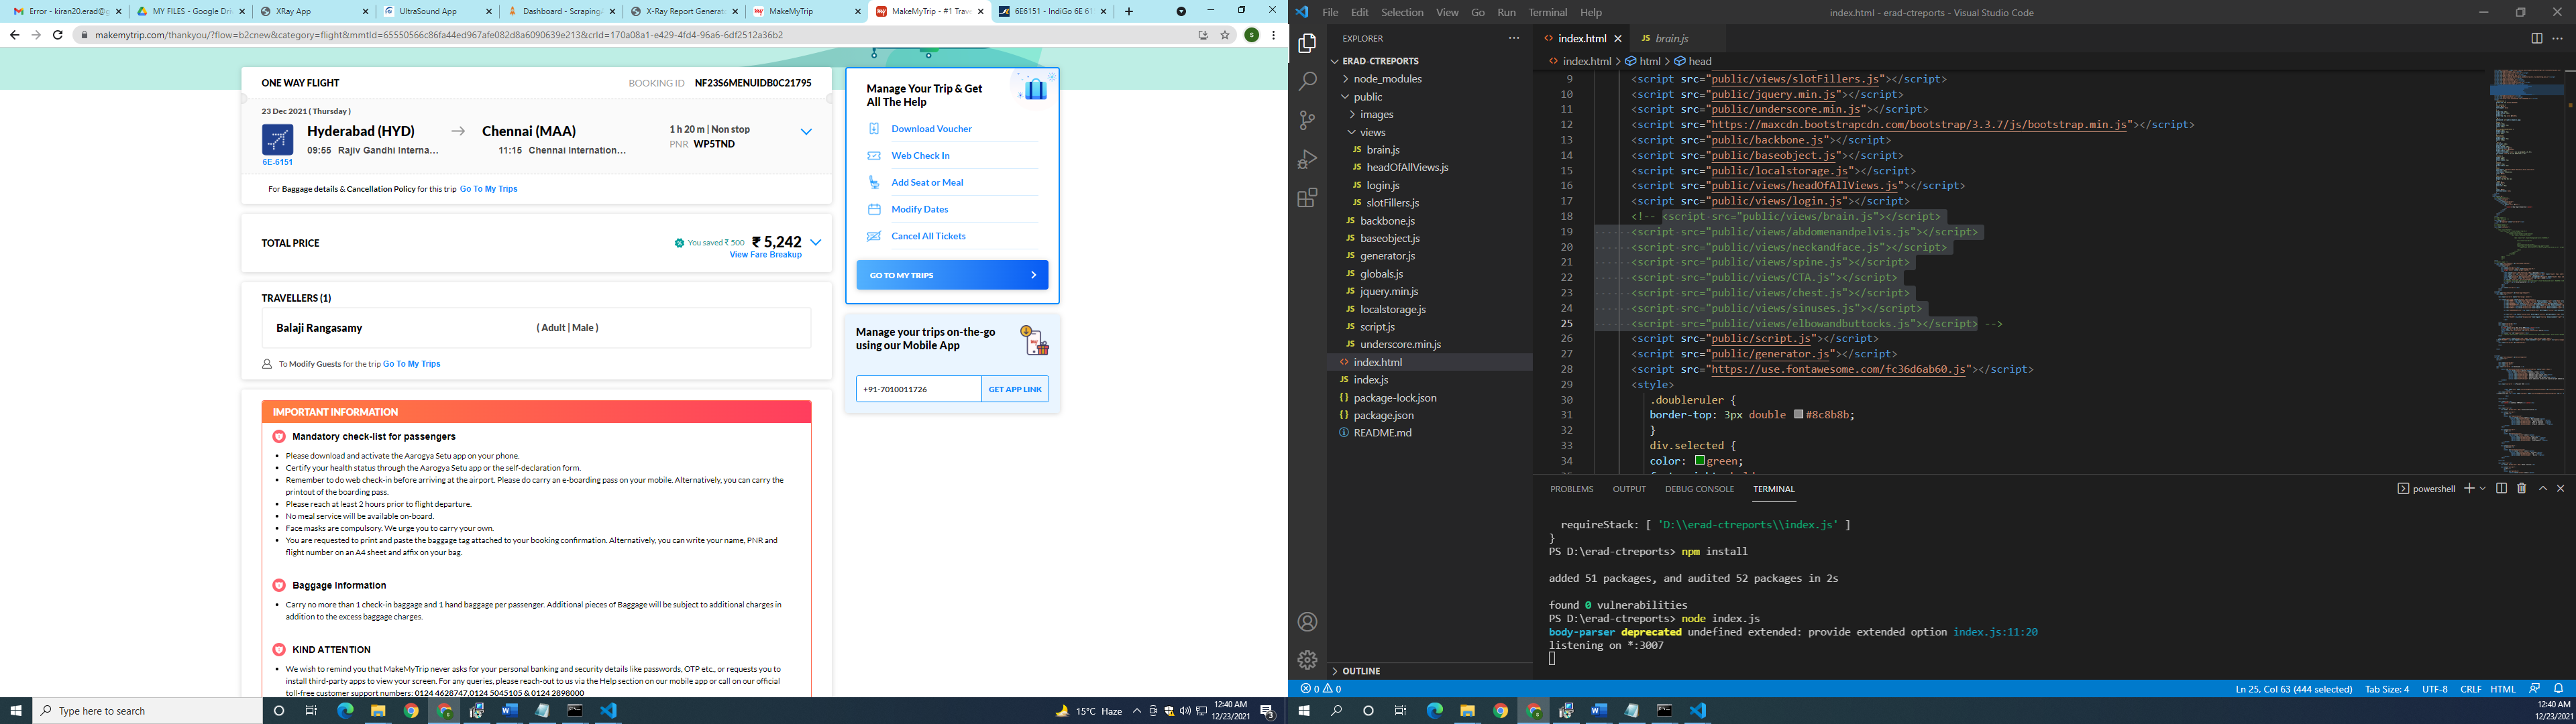 Error - kiran20.erad@g
MY FILES - Google Dri
XRay App
UltraSound App
Dashboard - Scraping
X-Ray Report Generat
MakeMyTrip
MakeMyTrip - #1 Trav
6E6151 - IndiGo 6E 61
makemytrip.com/thankyou/?flow=b2cnew&category=flight&mmtId=65550566c86fa44ed967afe082d8a6090639e213&crId=170a08a1-e429-4fd4-96a6-6df2512a36b2
S
ONE WAY FLIGHT
BOOKING ID NF23S6MENUIDB0C21795
23 Dec 2021 ( Thursday )
Hyderabad (HYD)
Chennai (MAA)
1 h 20 m | Non stop
09:55 Rajiv Gandhi Interna...
11:15 Chennai Internation...
PNR WP5TND
6E-6151
For Baggage details & Cancellation Policy for this trip Go To My Trips
TOTAL PRICE
You saved ₹ 500 ₹ 5,242
View Fare Breakup
TRAVELLERS (1)
Balaji Rangasamy
( Adult | Male )
To Modify Guests for the trip Go To My Trips
IMPORTANT INFORMATION
Mandatory check-list for passengers
Please download and activate the Aarogya Setu app on your phone.
Certify your health status through the Aarogya Setu app or the self-declaration form.
Remember to do web check-in before arriving at the airport. Please do carry an e-boarding pass on your mobile. Alternatively, you can carry the
printout of the boarding pass.
Please reach at least 2 hours prior to flight departure.
No meal service will be available on-board.
Face masks are compulsory. We urge you to carry your own.
You are requested to print and paste the baggage tag attached to your booking confirmation. Alternatively, you can write your name, PNR and
flight number on an A4 sheet and affix on your bag.
Baggage Information
Carry no more than 1 check-in baggage and 1 hand baggage per passenger. Additional pieces of Baggage will be subject to additional charges in
addition to the excess baggage charges.
KIND ATTENTION
We wish to remind you that MakeMyTrip never asks for your personal banking and security details like passwords, OTP etc., or requests you to
install third-party apps to view your screen. For any queries, please reach-out to us via the Help section on our mobile app or call on our official
toll-free customer support numbers: 0124 4628747,0124 5045105 & 0124 2898000
Manage Your Trip & Get
All The Help
Download Voucher
Web Check In
Add Seat or Meal
Modify Dates
Cancel All Tickets
GO TO MY TRIPS
Manage your trips on-the-go
using our Mobile App
+91-7010011726
GET APP LINK
Type here to search
15°C Haze
12:40 AM
12/23/2021
3
File Edit Selection View Go Run Terminal Help
index.html - erad-ctreports - Visual Studio Code
EXPLORER
ERAD-CTREPORTS
node_modules
public
images
views
JS brain.js
JS headOfAllViews.js
JS login.js
JS slotFillers.js
JS backbone.js
JS baseobject.js
JS generator.js
JS globals.js
JS jquery.min.js
JS localstorage.js
JS script.js
JS underscore.min.js
index.html
JS index.js
{} package-lock.json
{} package.json
README.md
OUTLINE
index.html
JS brain.js
index.html > html > head
9 <script src="public/views/slotFillers.js"></script>
10 <script src="public/jquery.min.js"></script>
11 <script src="public/underscore.min.js"></script>
12 <script src="https://maxcdn.bootstrapcdn.com/bootstrap/3.3.7/js/bootstrap.min.js"></script>
13 <script src="public/backbone.js"></script>
14 <script src="public/baseobject.js"></script>
15 <script src="public/localstorage.js"></script>
16 <script src="public/views/headOfAllViews.js"></script>
17 <script src="public/views/login.js"></script>
18 <!-- <script src="public/views/brain.js"></script>
19 <script src="public/views/abdomenandpelvis.js"></script>
20 <script src="public/views/neckandface.js"></script>
21 <script src="public/views/spine.js"></script>
22 <script src="public/views/CTA.js"></script>
23 <script src="public/views/chest.js"></script>
24 <script src="public/views/sinuses.js"></script>
25 <script src="public/views/elbowandbuttocks.js"></script> -->
26 <script src="public/script.js"></script>
27 <script src="public/generator.js"></script>
28 <script src="https://use.fontawesome.com/fc36d6ab60.js"></script>
29 <style>
30 .doubleruler {
31 border-top: 3px double #8c8b8b;
32 }
33 div.selected {
34 color: green;
PROBLEMS OUTPUT DEBUG CONSOLE TERMINAL
powershell
requireStack: [ 'D:\\erad-ctreports\\index.js' ]
}
PS D:\erad-ctreports> npm install
added 51 packages, and audited 52 packages in 2s
found 0 vulnerabilities
PS D:\erad-ctreports> node index.js
body-parser deprecated undefined extended: provide extended option index.js:11:20
listening on *:3007
0 0
Ln 25, Col 63 (444 selected) Tab Size: 4 UTF-8 CRLF HTML
12:40 AM
12/23/2021